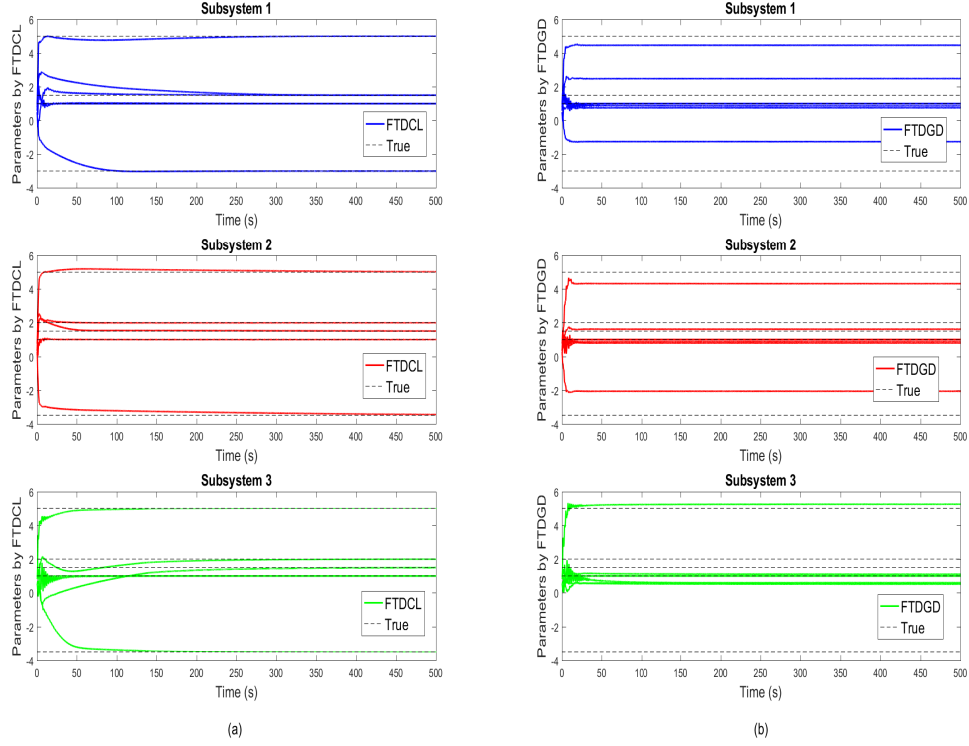 Subsystem 1
Parameters by FTDCL
6
4
2
0
-2
-4
0 50 100 150 200 250 300 350 400 450 500
Time (s)
FTDCL
True
Subsystem 2
Parameters by FTDCL
6
4
2
0
-2
-4
0 50 100 150 200 250 300 350 400 450 500
Time (s)
FTDCL
True
Subsystem 3
Parameters by FTDCL
6
4
2
0
-2
-4
0 50 100 150 200 250 300 350 400 450 500
Time (s)
FTDCL
True
(a)
Subsystem 1
Parameters by FTDGD
6
4
2
0
-2
-4
0 50 100 150 200 250 300 350 400 450 500
Time (s)
FTDGD
True
Subsystem 2
Parameters by FTDGD
6
4
2
0
-2
-4
0 50 100 150 200 250 300 350 400 450 500
Time (s)
FTDGD
True
Subsystem 3
Parameters by FTDGD
6
4
2
0
-2
-4
0 50 100 150 200 250 300 350 400 450 500
Time (s)
FTDGD
True
(b)